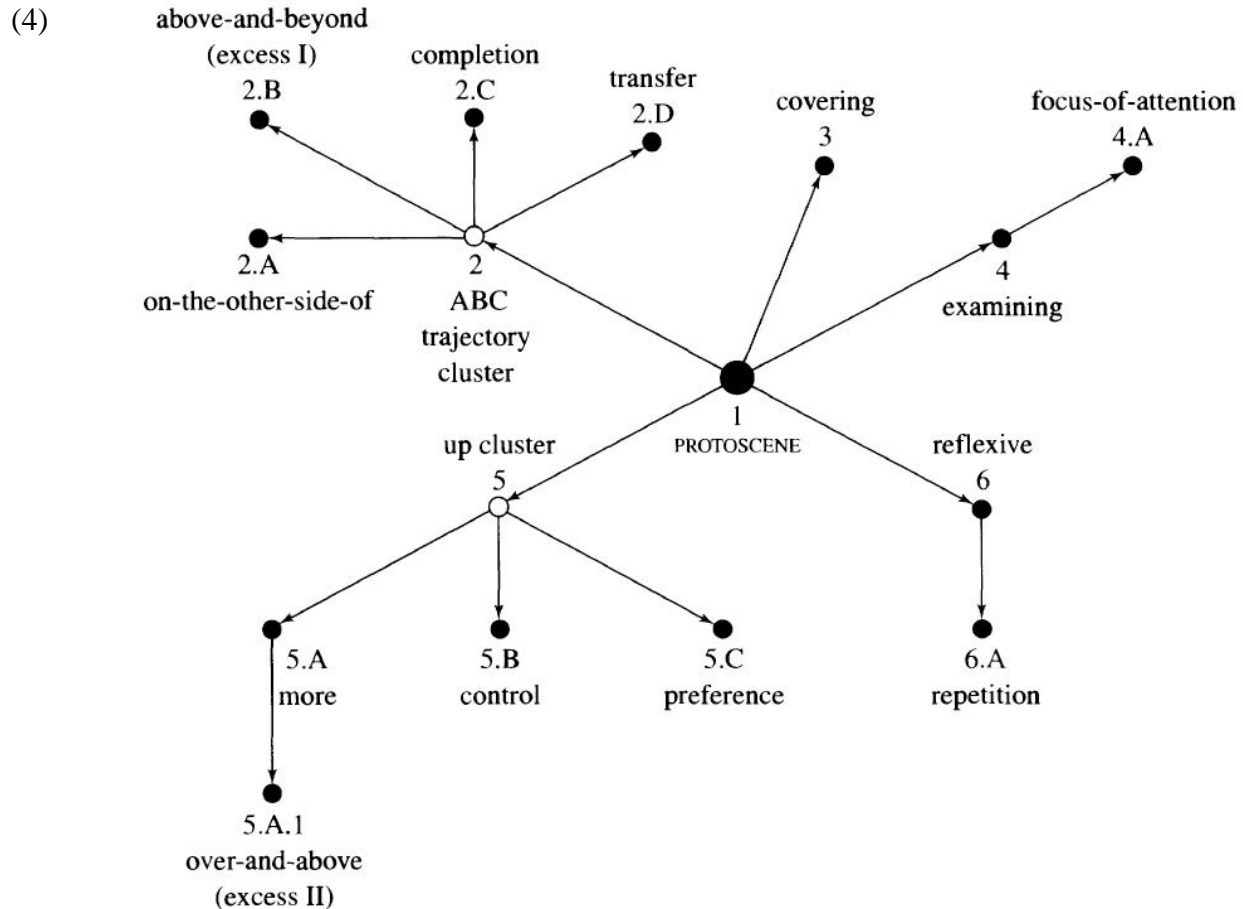 (4)
above-and-beyond
(excess I)
2.B
completion
2.C
transfer
2.D
covering
3
focus-of-attention
4.A
2.A
on-the-other-side-of
2
ABC
trajectory
cluster
4
examining
1
PROTOSCENE
up cluster
5
reflexive
6
5.A
more
5.B
control
5.C
preference
6.A
repetition
5.A.1
over-and-above
(excess II)